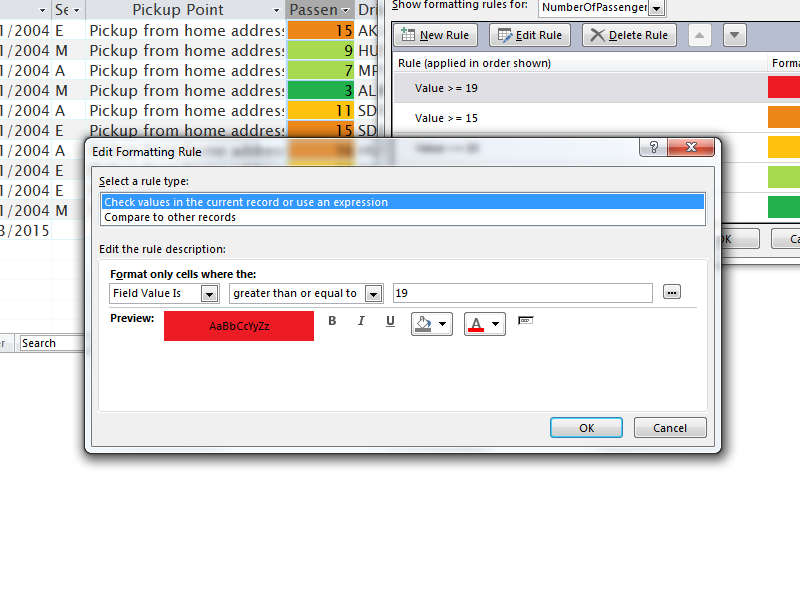 Show formatting rules for: NumberOfPassenger
Se Pickup Point Passen Dri
1/2004 E Pickup from home address 15 AK
1/2004 M Pickup from home address 9 HU
1/2004 A Pickup from home address 7
1/2004 M Pickup from home address 3
1/2004 A Pickup from home address 11 SD
1/2004 E Pickup from home address 15 SD
1/2004 A
1/2004 E
1/2004 E
1/2004 M
3/2015
Search
New Rule Edit Rule Delete Rule
Rule (applied in order shown) Forma
Value >= 19
Value >= 15
Edit Formatting Rule
Select a rule type:
Check values in the current record or use an expression
Compare to other records
Edit the rule description:
Format only cells where the:
Field Value Is greater than or equal to 19 ...
Preview: AaBbCcYyZz B I U A
OK Cancel
OK Ca